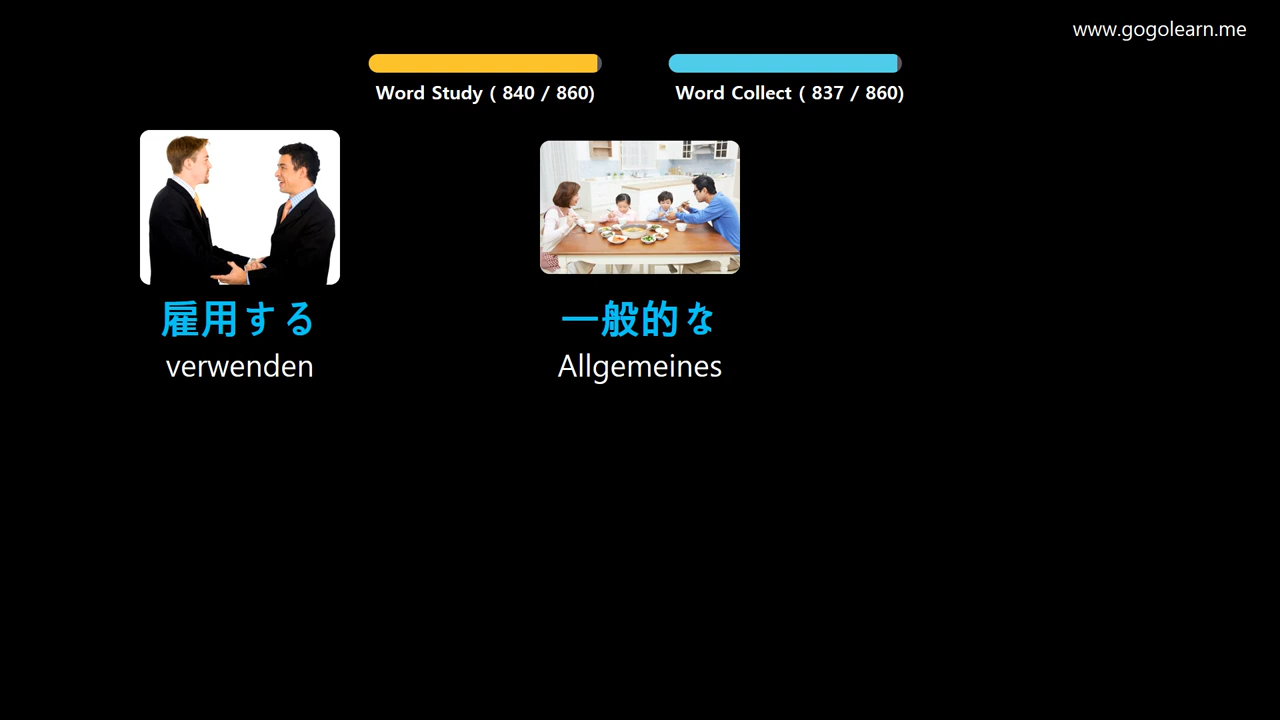 www.gogolearn.me
Word Study ( 840 / 860)
Word Collect ( 837 / 860)
雇用する
verwenden
一般的な
Allgemeines